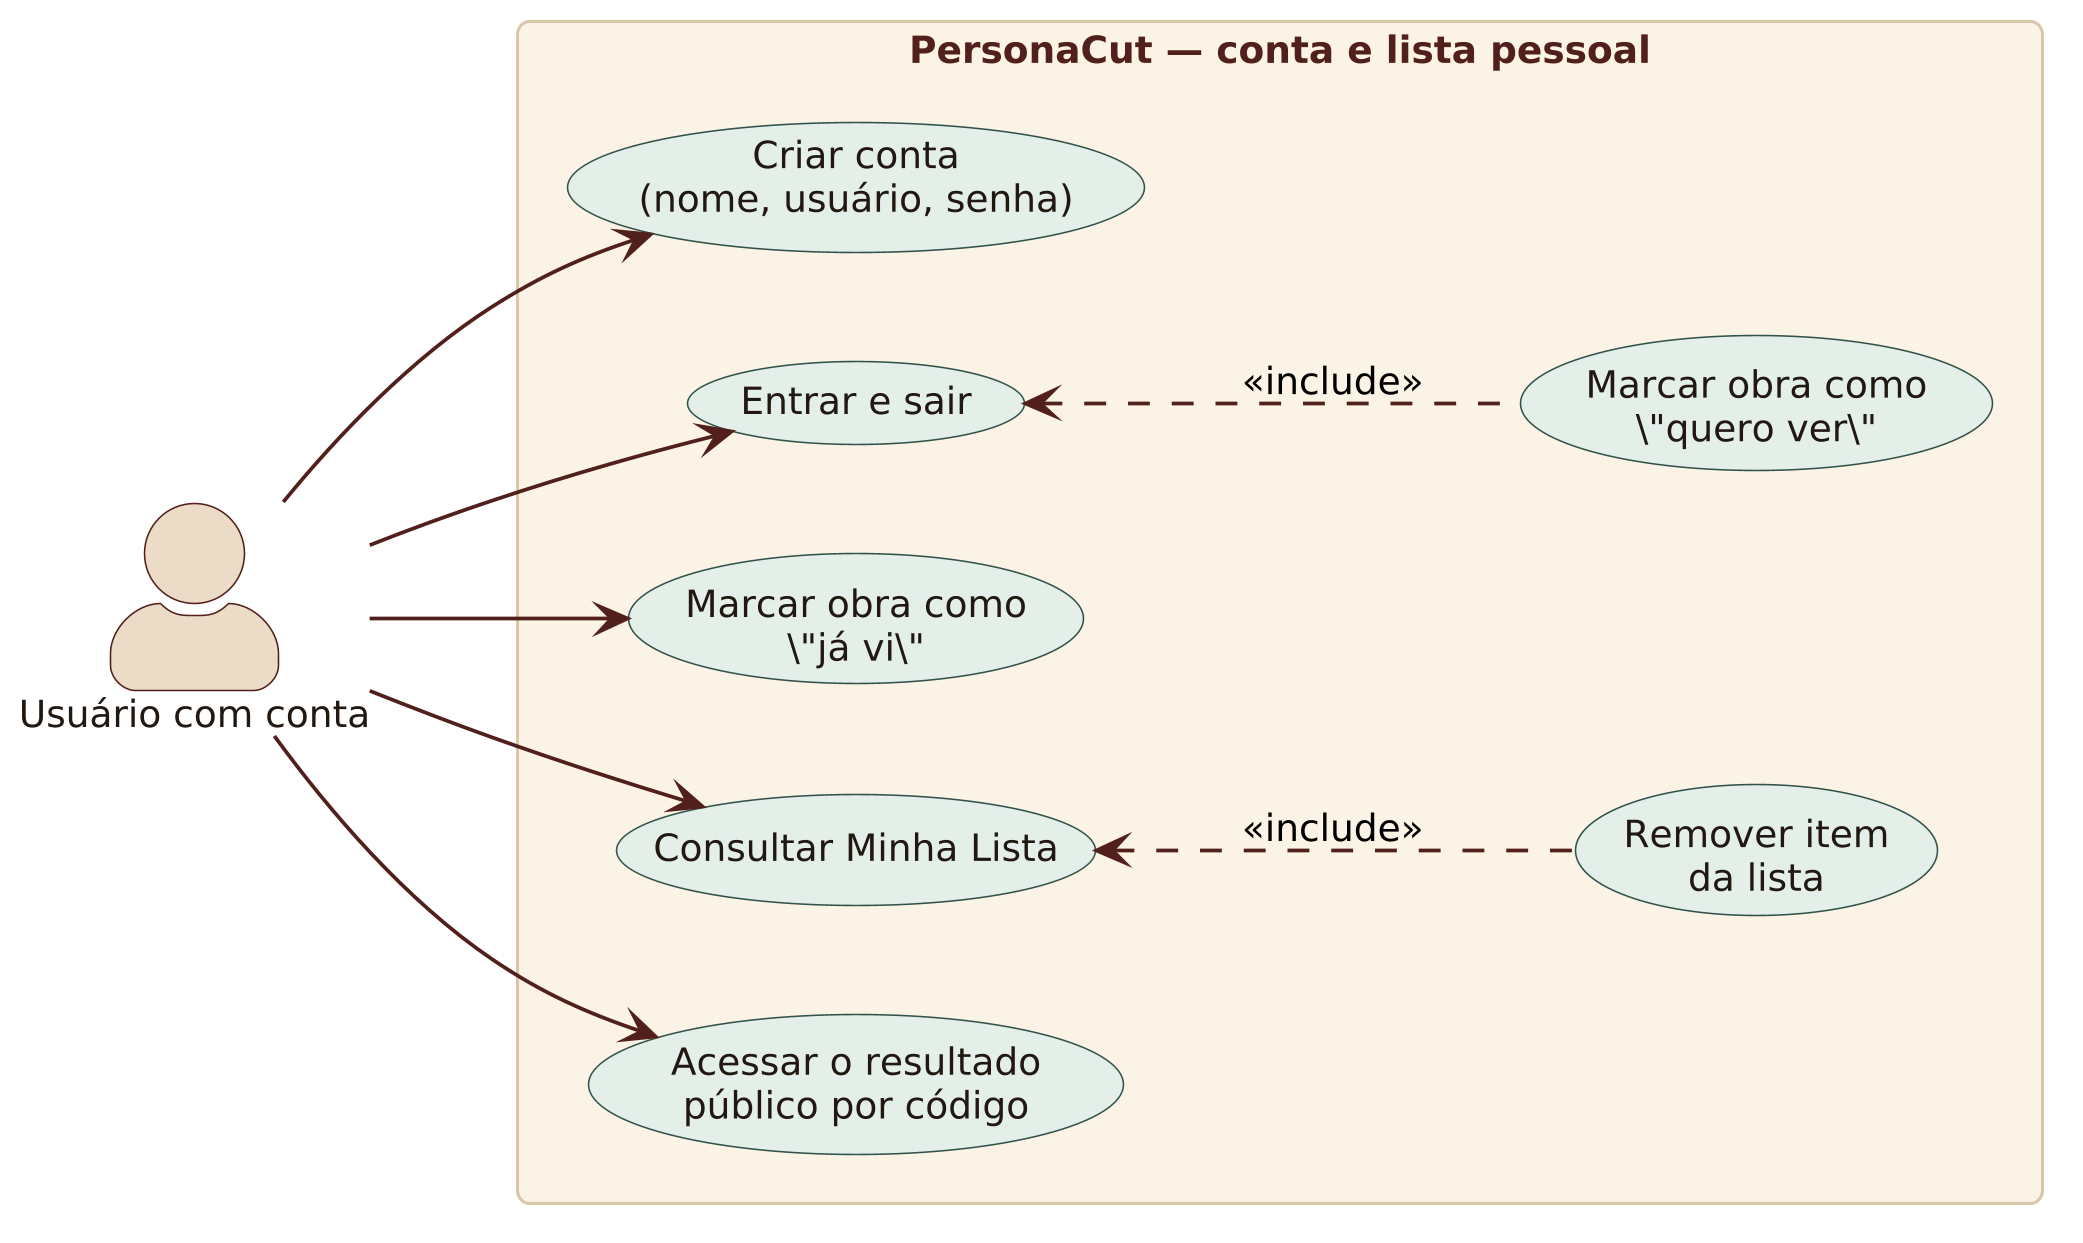 PersonaCut — conta e lista pessoal
Criar conta
(nome, usuário, senha)
Entrar e sair
«include»
Marcar obra como
\"quero ver\"
Marcar obra como
\"já vi\"
Usuário com conta
Consultar Minha Lista
«include»
Remover item
da lista
Acessar o resultado
público por código